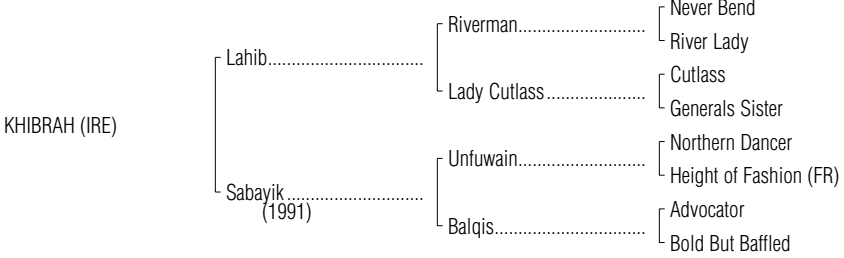 Never Bend
Riverman..............................
River Lady
Lahib.....................................
Cutlass
Lady Cutlass.......................
Generals Sister
KHIBRAH (IRE)
Northern Dancer
Unfuwain..............................
Height of Fashion (FR)
Sabayik................................
(1991)
Advocator
Balqis...................................
Bold But Baffled